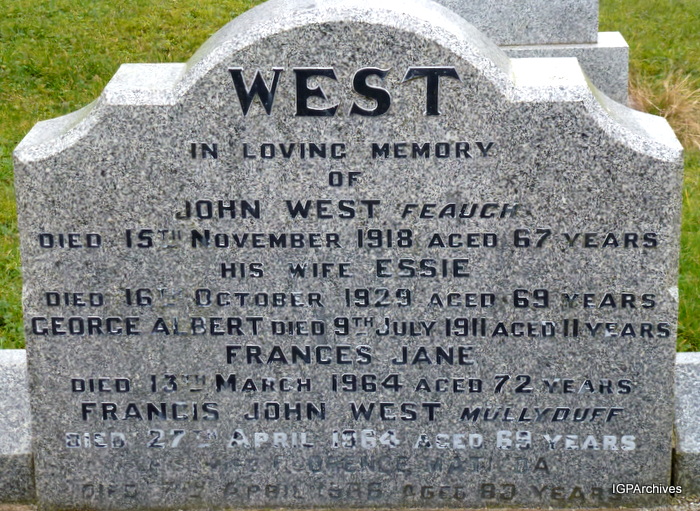 WEST
IN LOVING MEMORY
OF
JOHN WEST FEAUCH
DIED 15TH NOVEMBER 1918 AGED 67 YEARS
HIS WIFE ESSIE
DIED 16TH OCTOBER 1929 AGED 69 YEARS
GEORGE ALBERT DIED 9TH JULY 1911 AGED 11 YEARS
FRANCES JANE
DIED 13TH MARCH 1964 AGED 72 YEARS
FRANCIS JOHN WEST MULLYDUFF
DIED 27TH APRIL 1964 AGED 69 YEARS
FLORENCE MATILDA
DIED APRIL AGED 83 YEARS
IGPArchives